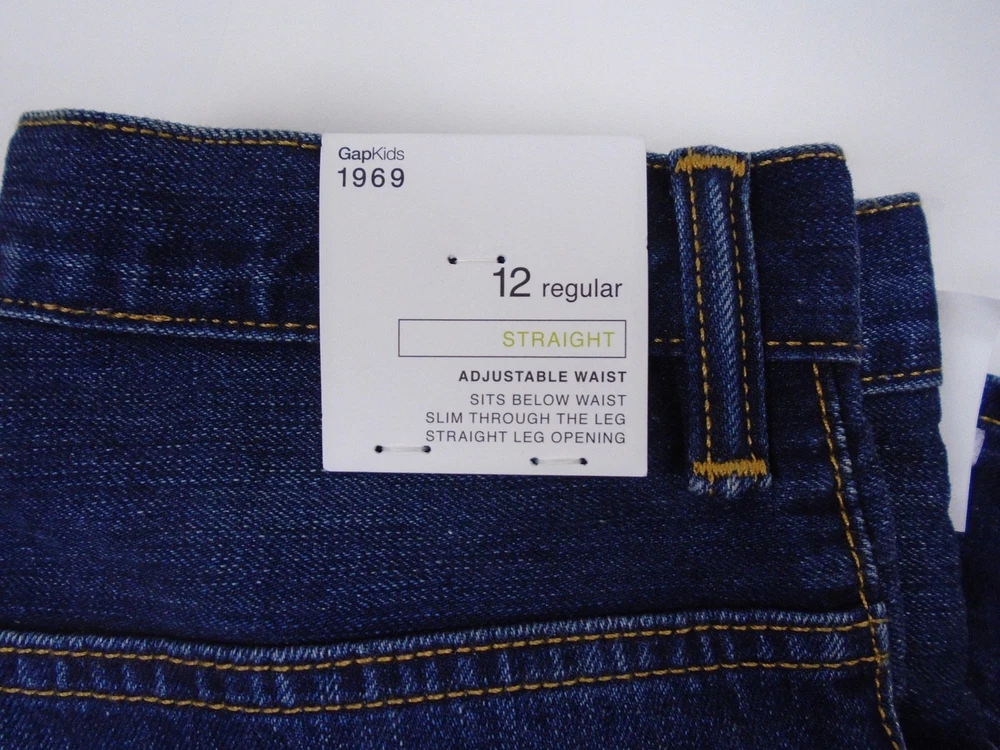 GapKids
1969
12 regular
STRAIGHT
ADJUSTABLE WAIST
SITS BELOW WAIST
SLIM THROUGH THE LEG
STRAIGHT LEG OPENING